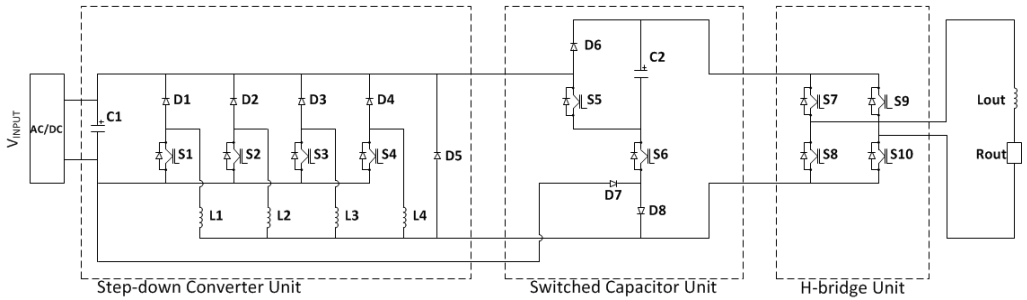 V INPUT
AC/DC
C1
D1
D2
D3
D4
D5
S1
S2
S3
S4
L1
L2
L3
L4
Step-down Converter Unit
D6
C2
S5
S6
D7
D8
Switched Capacitor Unit
S7
S9
S8
S10
H-bridge Unit
Lout
Rout